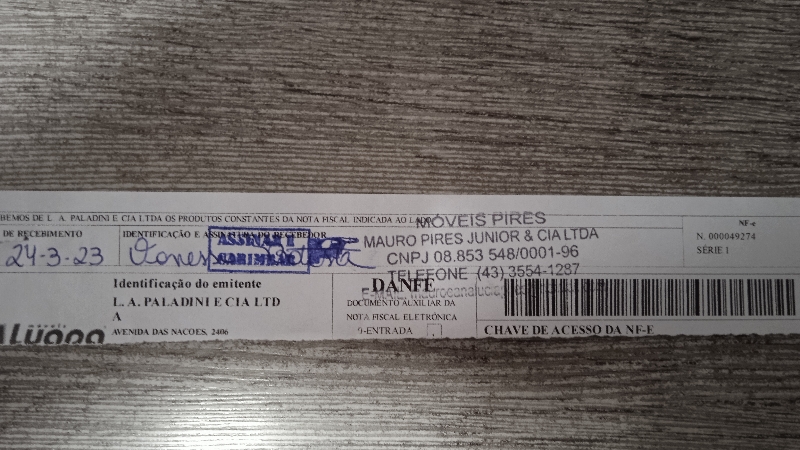 BEMOS DE L. A. PALADINI E CIA LTDA OS PRODUTOS CONSTANTES DA NOTA FISCAL INDICADA AO LADO
MÓVEIS PIRES
MAURO PIRES JUNIOR & CIA LTDA
CNPJ 08.853 548/0001-96
TELEFONE (43) 3554-1287
NF-e
N. 000049274
SÉRIE 1
DE RECEBIMENTO
24-3-23
IDENTIFICAÇÃO E ASSINATURA DO RECEBEDOR
ASSINAR E
CARIMBAR
Identificação do emitente
L. A. PALADINI E CIA LTD
A
AVENIDA DAS NACOES, 2406
DANFE
DOCUMENTO AUXILIAR DA
NOTA FISCAL ELETRÔNICA
0-ENTRADA
CHAVE DE ACESSO DA NF-E